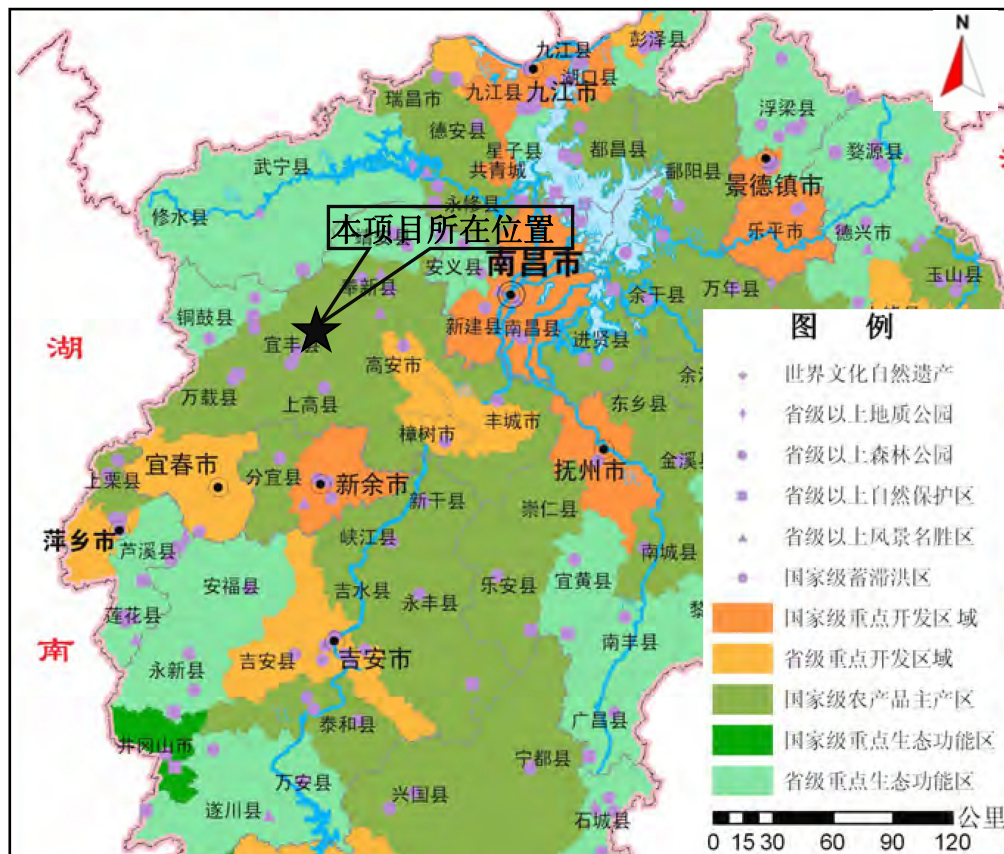 N
彭泽县
九江县
湖口县
九江县
九江市
瑞昌市
浮梁县
德安县
星子县
都昌县
婺源县
共青城
鄱阳县
景德镇市
武宁县
修水县
永修县
乐平市
德兴市
本项目所在位置
安义县
南昌市
玉山县
奉新县
余干县
万年县
铜鼓县
新建县
南昌县
进贤县
湖
宜丰县
高安市
万载县
上高县
东乡县
丰城市
樟树市
宜春市
抚州市
上栗县
分宜县
新余市
新干县
崇仁县
萍乡市
芦溪县
峡江县
南城县
安福县
吉水县
乐安县
宜黄县
永丰县
莲花县
南
南丰县
永新县
吉安县
吉安市
泰和县
广昌县
井冈山市
宁都县
万安县
兴国县
遂川县
石城县
图 例
世界文化自然遗产
省级以上地质公园
省级以上森林公园
省级以上自然保护区
省级以上风景名胜区
国家级蓄滞洪区
国家级重点开发区域
省级重点开发区域
国家级农产品主产区
国家级重点生态功能区
省级重点生态功能区
公里
0 15 30 60 90 120